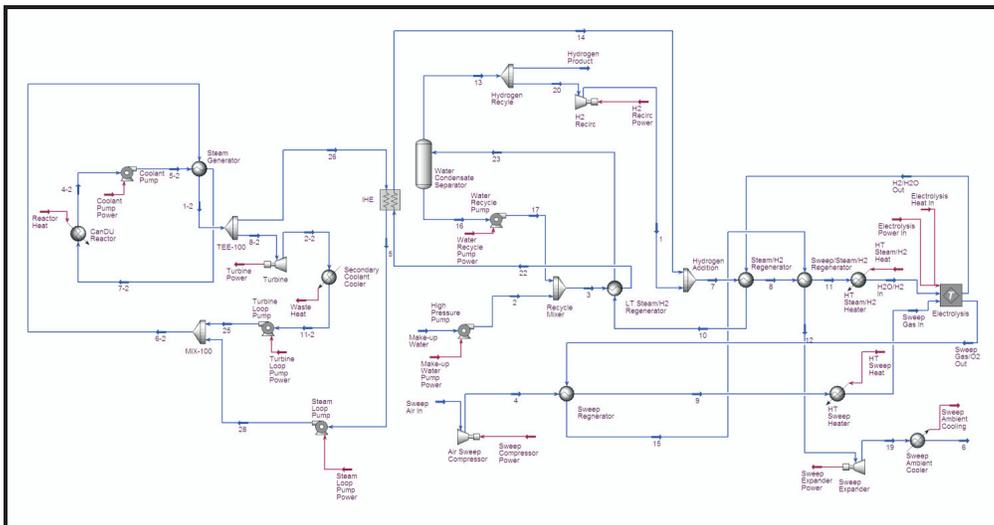 14
Hydrogen
Product
13
20
Hydrogen
Recyle
H2
Recirc
H2
Recirc
Power
Steam
Generator
26
23
4-2
Coolant
Pump
5-2
Water
Condensate
Separator
H2/H2O
Out
Coolant
Pump
Power
1-2
IHE
Water
Recycle
Pump
17
Electrolysis
Heat In
Reactor
Heat
16
Electrolysis
Power In
CanDU
Reactor
TEE-100
8-2
2-2
Water
Recycle
Pump
Power
5
1
Hydrogen
Addition
Steam/H2
Regenerator
Sweep/Steam/H2
Regenerator
HT
Steam/H2
Heat
Turbine
Power
Turbine
Secondary
Coolant
Cooler
22
7
8
11
H2O/H2
In
7-2
Waste
Heat
2
3
Recycle
Mixer
LT Steam/H2
Regenerator
HT
Steam/H2
Heater
Sweep
Gas In
Electrolysis
Turbine
Loop
Pump
High
Pressure
Pump
6-2
25
11-2
10
12
MIX-100
Make-up
Water
Sweep
Gas/O2
Out
Turbine
Loop
Pump
Power
Make-up
Water
Pump
Power
HT
Sweep
Heat
Sweep
Air In
4
Sweep
Regnerator
9
HT
Sweep
Heater
Steam
Loop
Pump
28
15
Sweep
Ambient
Cooling
Air Sweep
Compressor
Sweep
Compressor
Power
19
6
Sweep
Ambient
Cooler
Steam
Loop
Pump
Power
Sweep
Expander
Power
Sweep
Expander